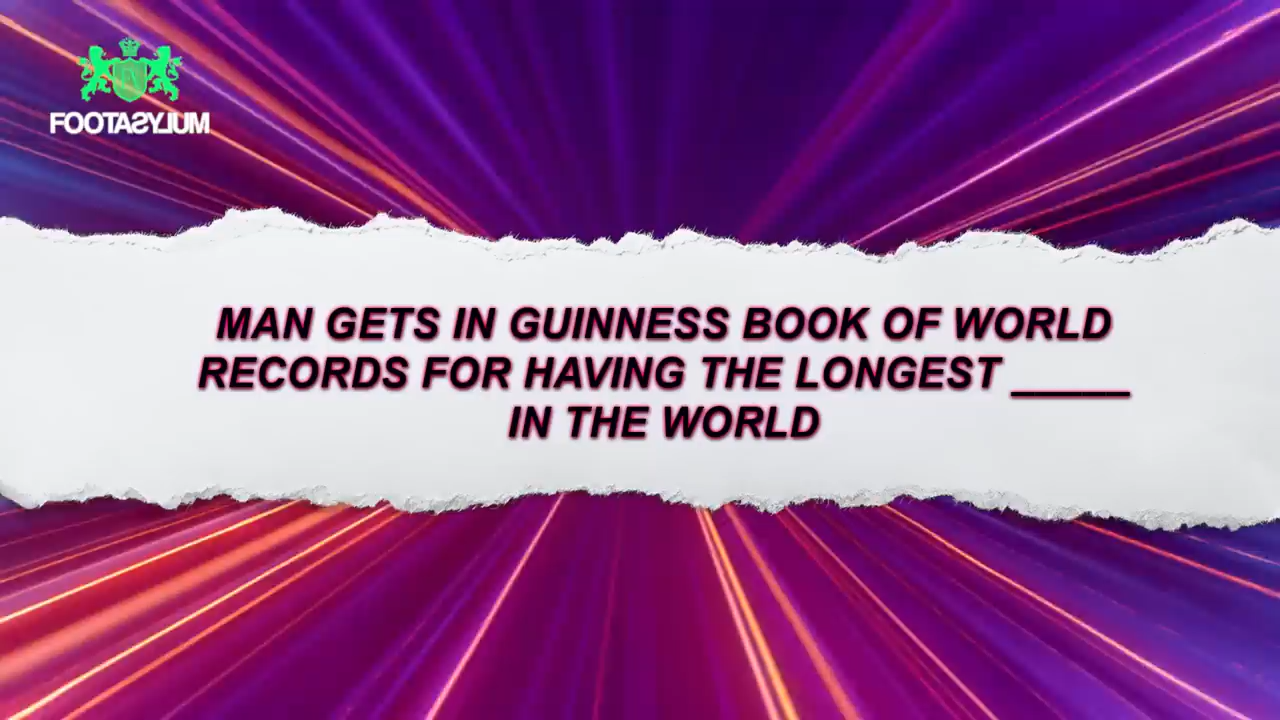 FOOTASYLUM
MAN GETS IN GUINNESS BOOK OF WORLD
RECORDS FOR HAVING THE LONGEST _____
IN THE WORLD